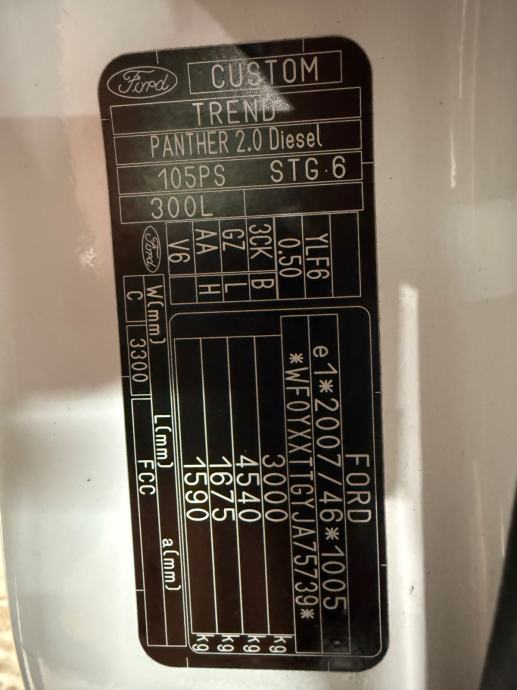 Ford CUSTOM
TREND
PANTHER 2.0 Diesel
105PS STG.6
300L
YLF6
0.50
3CK B
GZ L
AA H
V6
Ford
FORD
e1*2007/46*1005
*WF0YXXTTGYJA75739*
3000 kg
4540 kg
1675 kg
1590 kg
W(mm) L(mm) a(mm)
C 3300 FCC